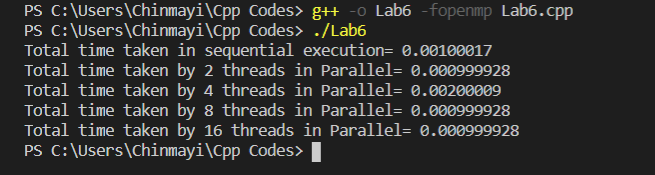 PS C:\Users\Chinmayi\Cpp Codes> g++ -o Lab6 -fopenmp Lab6.cpp
PS C:\Users\Chinmayi\Cpp Codes> ./Lab6
Total time taken in sequential execution= 0.00100017
Total time taken by 2 threads in Parallel= 0.000999928
Total time taken by 4 threads in Parallel= 0.00200009
Total time taken by 8 threads in Parallel= 0.000999928
Total time taken by 16 threads in Parallel= 0.000999928
PS C:\Users\Chinmayi\Cpp Codes>